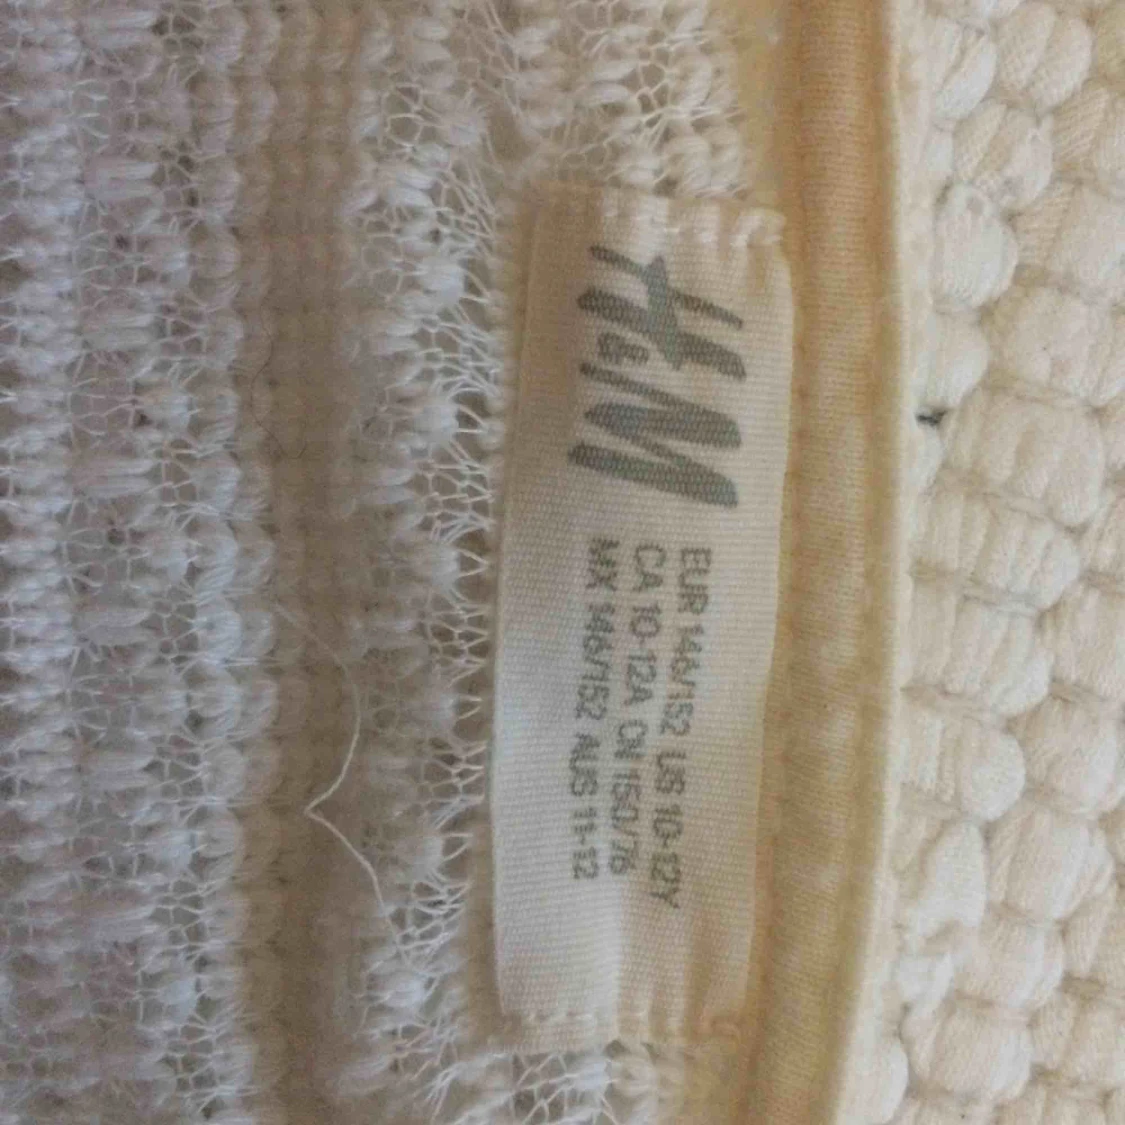 H&M
EUR 146/152 US 10-12Y
CA 10-12A CN 150/76
MX 146/152 AUS 11-12